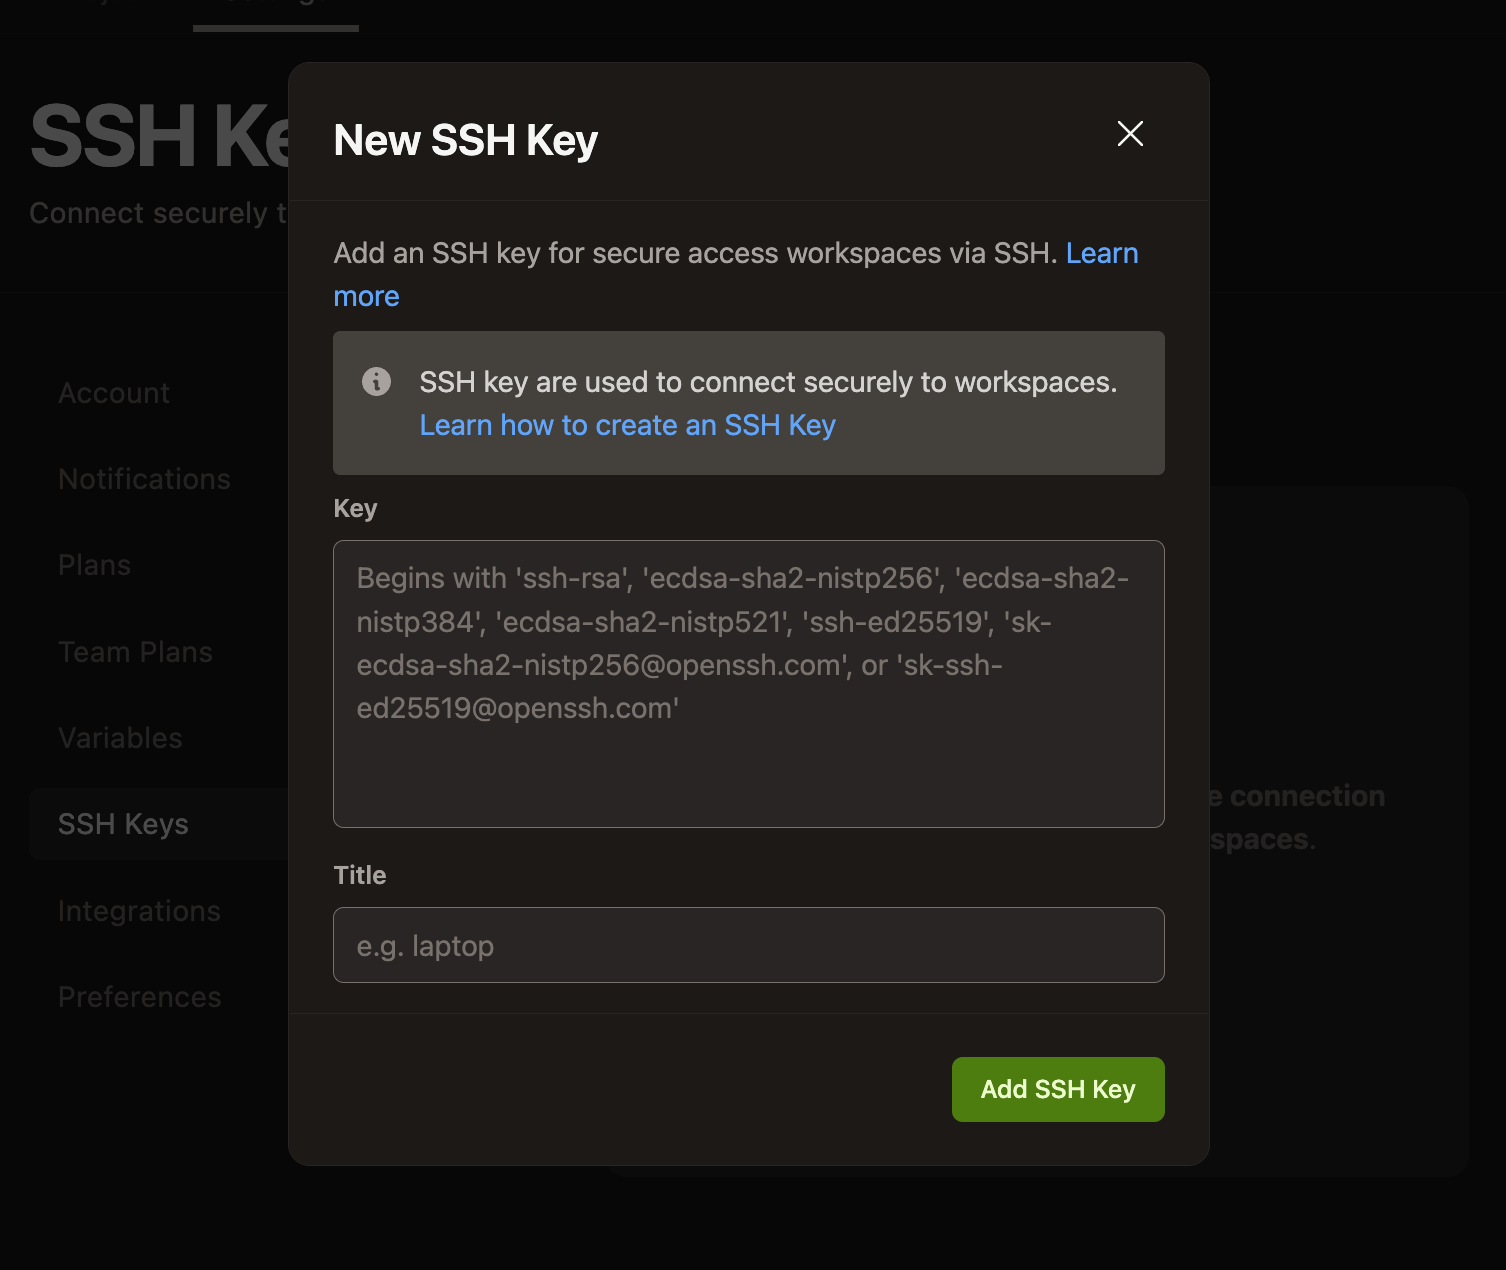 SSH Ke
Connect securely t
Account
Notifications
Plans
Team Plans
Variables
SSH Keys
Integrations
Preferences
New SSH Key
Add an SSH key for secure access workspaces via SSH. Learn
more
SSH key are used to connect securely to workspaces.
Learn how to create an SSH Key
Key
Begins with 'ssh-rsa', 'ecdsa-sha2-nistp256', 'ecdsa-sha2-
nistp384', 'ecdsa-sha2-nistp521', 'ssh-ed25519', 'sk-
ecdsa-sha2-nistp256@openssh.com', or 'sk-ssh-
ed25519@openssh.com'
Title
e.g. laptop
Add SSH Key
e connection
spaces.